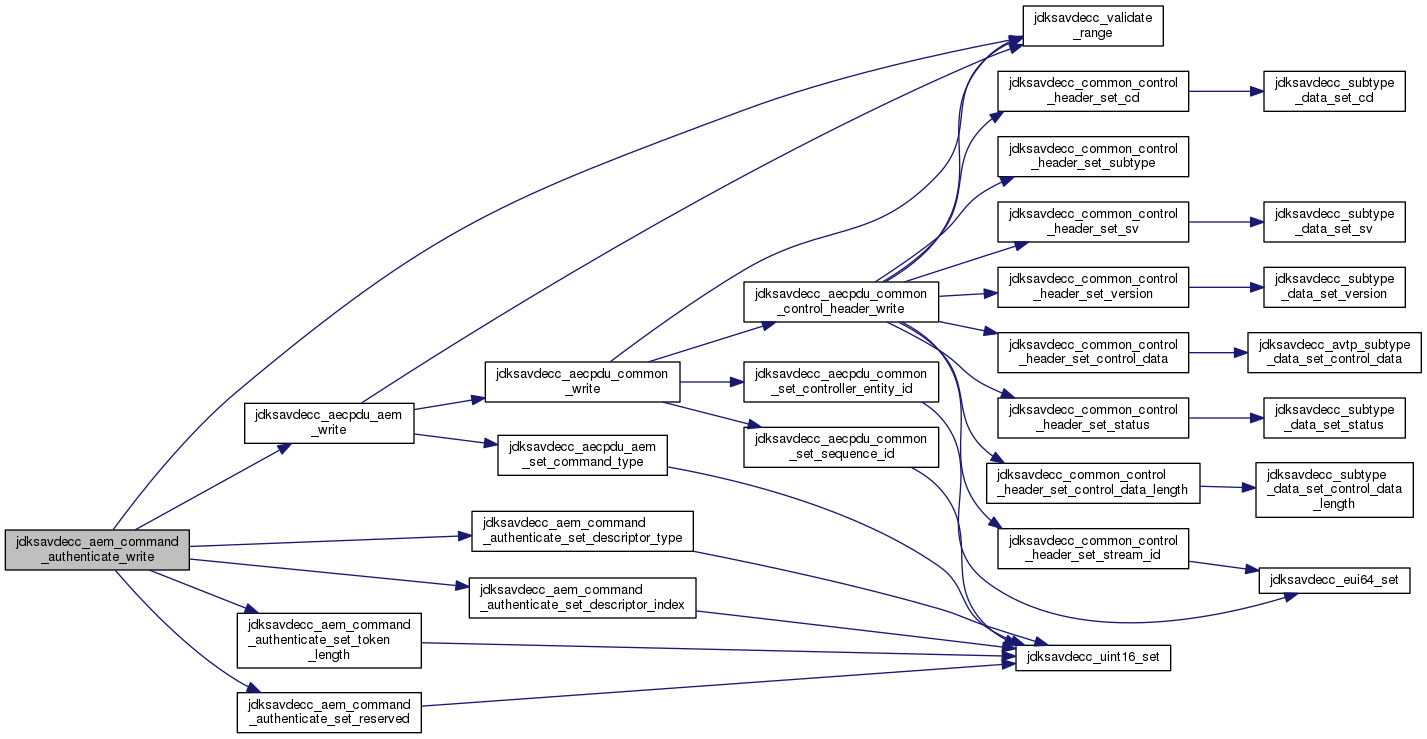 jdksavdecc_aem_command
_authenticate_write
jdksavdecc_aecpdu_aem
_write
jdksavdecc_aem_command
_authenticate_set_token
_length
jdksavdecc_aem_command
_authenticate_set_reserved
jdksavdecc_aecpdu_common
_write
jdksavdecc_aecpdu_aem
_set_command_type
jdksavdecc_aem_command
_authenticate_set_descriptor_type
jdksavdecc_aem_command
_authenticate_set_descriptor_index
jdksavdecc_aecpdu_common
_control_header_write
jdksavdecc_aecpdu_common
_set_controller_entity_id
jdksavdecc_aecpdu_common
_set_sequence_id
jdksavdecc_validate
_range
jdksavdecc_common_control
_header_set_cd
jdksavdecc_common_control
_header_set_subtype
jdksavdecc_common_control
_header_set_sv
jdksavdecc_common_control
_header_set_version
jdksavdecc_common_control
_header_set_control_data
jdksavdecc_common_control
_header_set_status
jdksavdecc_common_control
_header_set_control_data_length
jdksavdecc_common_control
_header_set_stream_id
jdksavdecc_uint16_set
jdksavdecc_subtype
_data_set_cd
jdksavdecc_subtype
_data_set_sv
jdksavdecc_subtype
_data_set_version
jdksavdecc_avtp_subtype
_data_set_control_data
jdksavdecc_subtype
_data_set_status
jdksavdecc_subtype
_data_set_control_data
_length
jdksavdecc_eui64_set